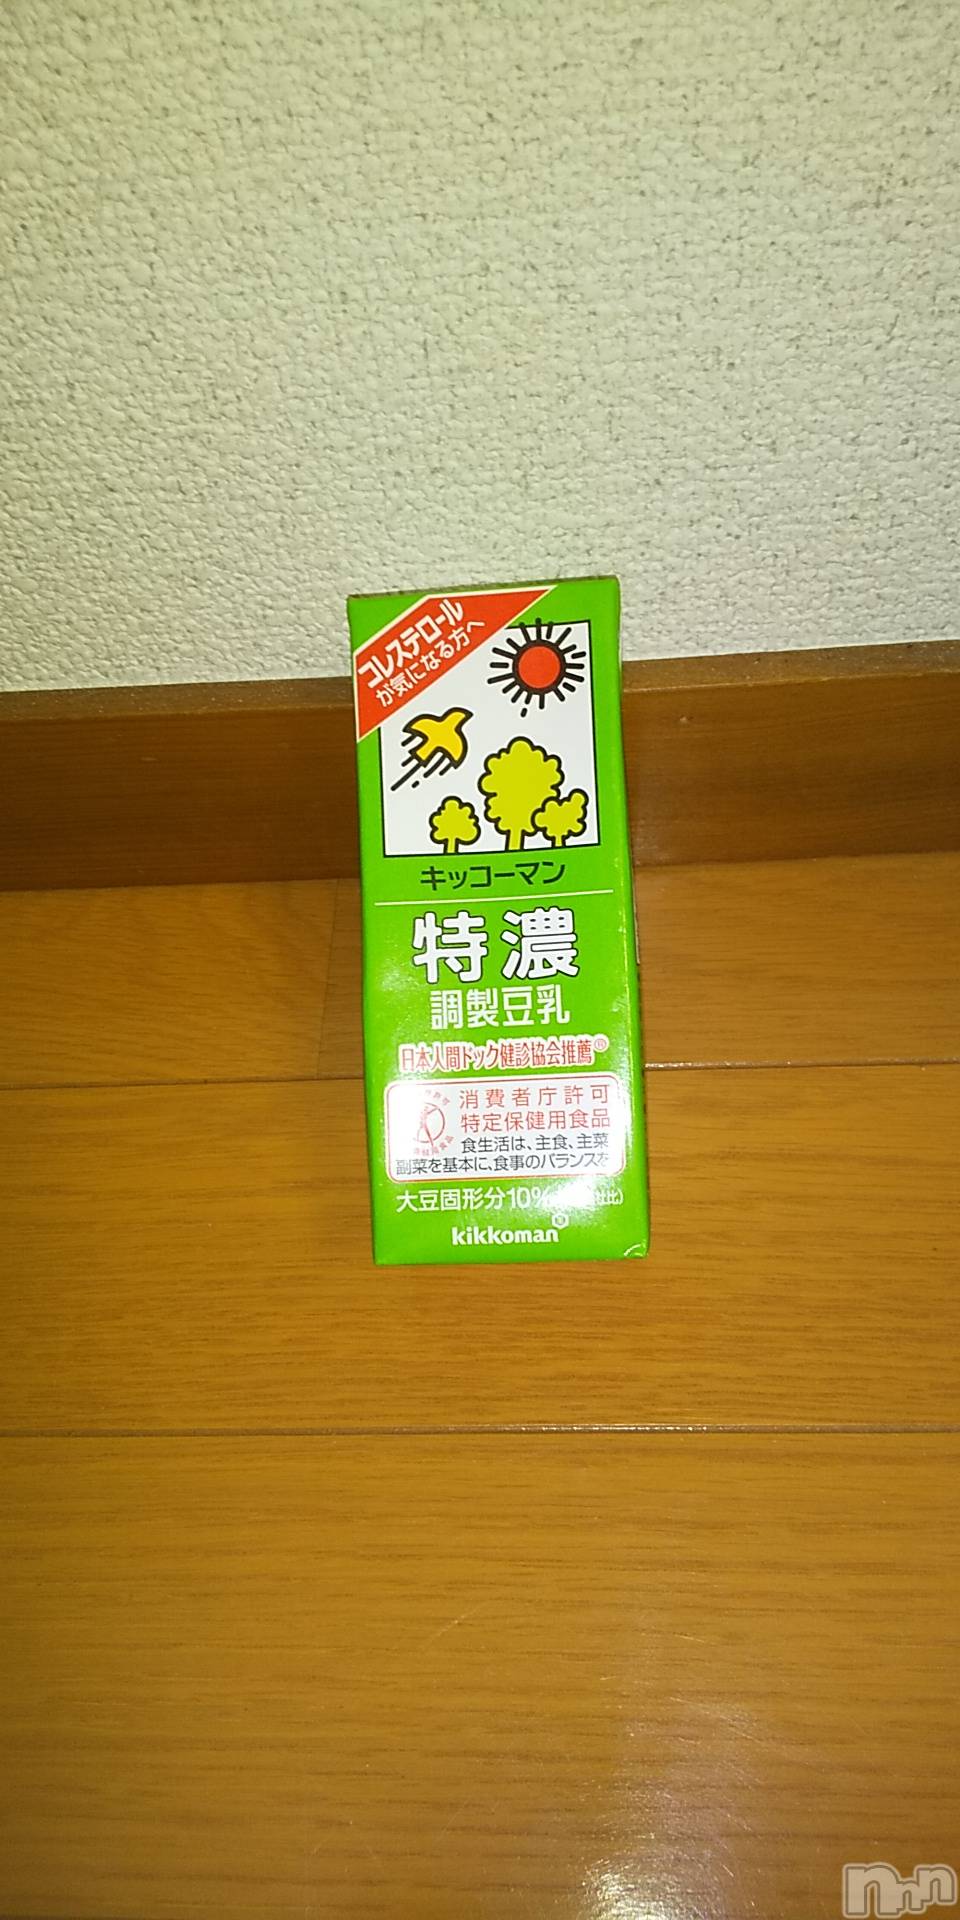 コレステロール
が気になる方へ
キッコーマン
特濃
調製豆乳
日本人間ドック健診協会推薦®
消費者庁許可
特定保健用食品
食生活は、主食、主菜
副菜を基本に、食事のバランスを
大豆固形分10%
kikkoman
nnn